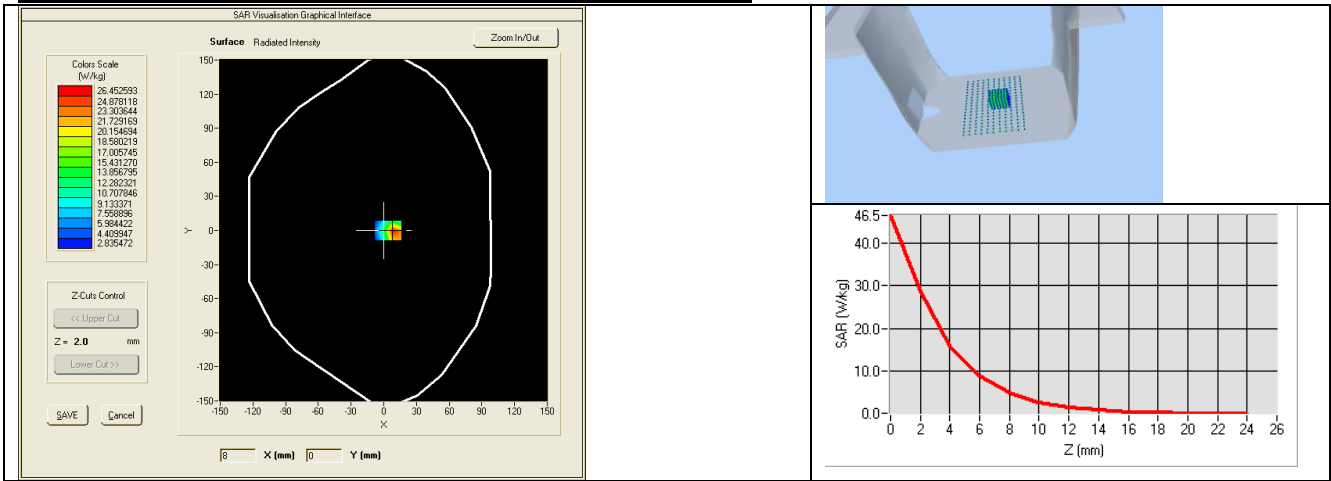 SAR Visualisation Graphical Interface
Surface Radiated Intensity
Zoom In/Out
Colors Scale
(W/kg)
26.452593
24.878118
23.303644
21.729169
20.154694
18.580219
17.005745
15.431270
13.856795
12.282321
10.707846
9.133371
7.558896
5.984422
4.409947
2.835472
Z-Cuts Control
<< Upper Cut
Z = 2.0 mm
Lower Cut >>
SAVE Cancel
150
120
90
60
30
0
-30
-60
-90
-120
-150
Y
-150 -120 -90 -60 -30 0 30 60 90 120 150
X
8 X (mm) 0 Y (mm)
46.5
40.0
30.0
20.0
10.0
0.0
SAR (W/kg)
0 2 4 6 8 10 12 14 16 18 20 22 24 26
Z (mm)